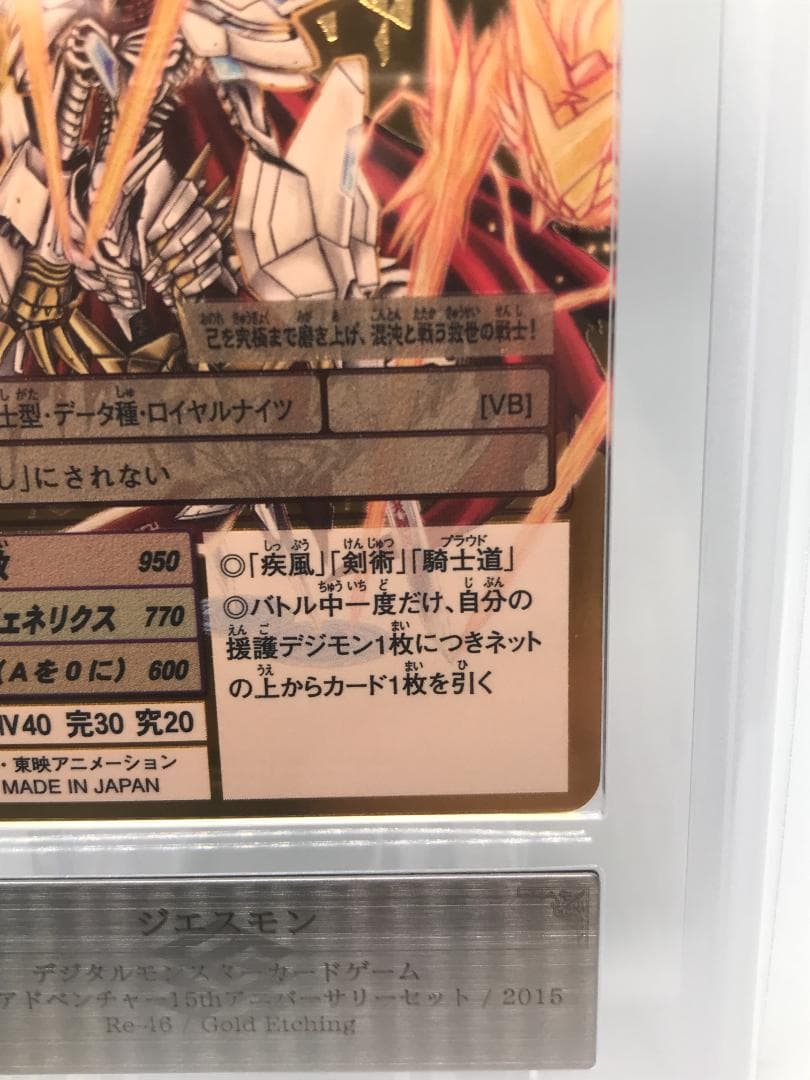 己を究極まで磨き上げ、混沌と戦う救世の戦士!
士型・データ種・ロイヤルナイツ [VB]
し」にされない
950
ェネリクス 770
(Aを0に) 600
Ⅳ40 完30 究20
・東映アニメーション
MADE IN JAPAN
◎「疾風」「剣術」「騎士道」
◎バトル中一度だけ、自分の
援護デジモン1枚につきネット
の上からカード1枚を引く
ジエスモン
デジタルモンスターカードゲーム
アドベンチャー15thアニバーサリーセット / 2015
Re-46 / Gold Etching